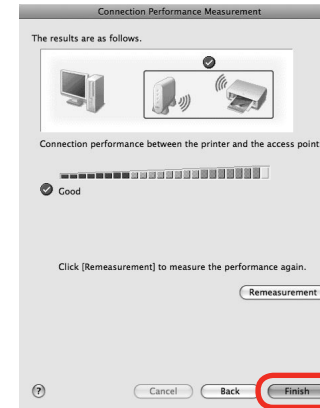 Connection Performance Measurement
The results are as follows.
Connection performance between the printer and the access point
Good
Click [Remeasurement] to measure the performance again.
Remeasurement
?
Cancel
Back
Finish